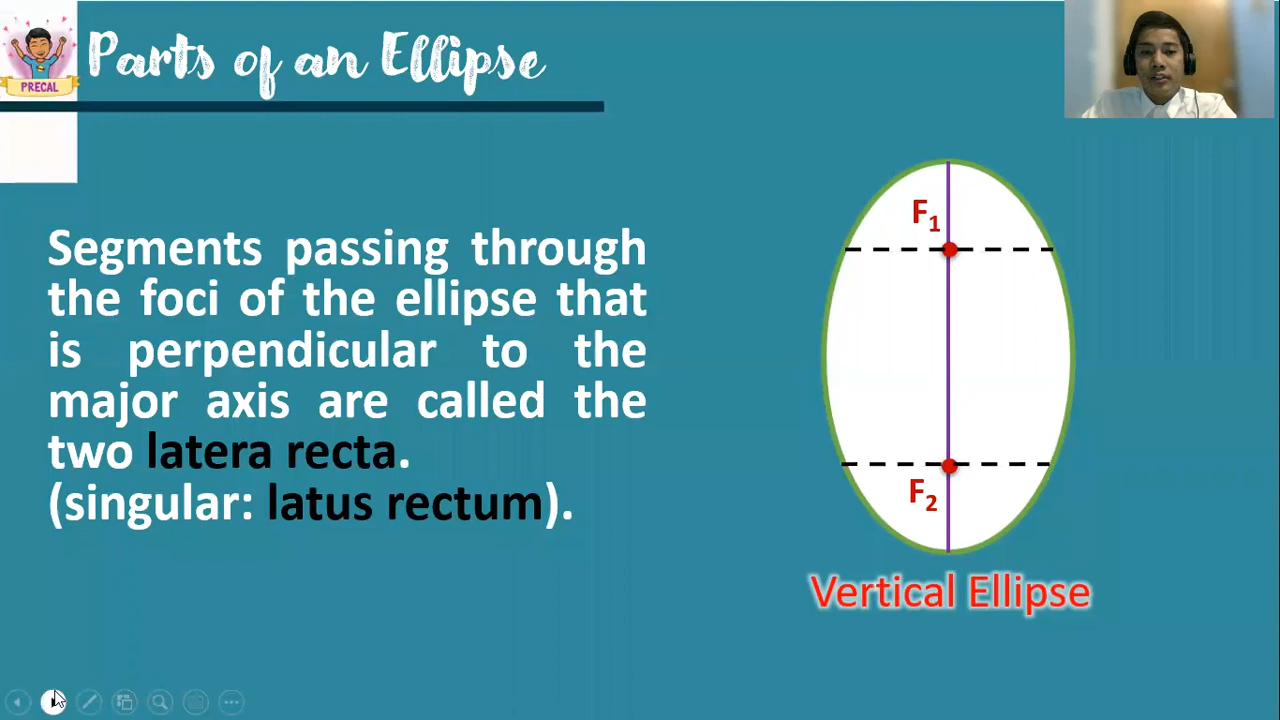 PRECAL
Parts of an Ellipse
Segments passing through
the foci of the ellipse that
is perpendicular to the
major axis are called the
two latera recta.
(singular: latus rectum).
F1
F2
Vertical Ellipse